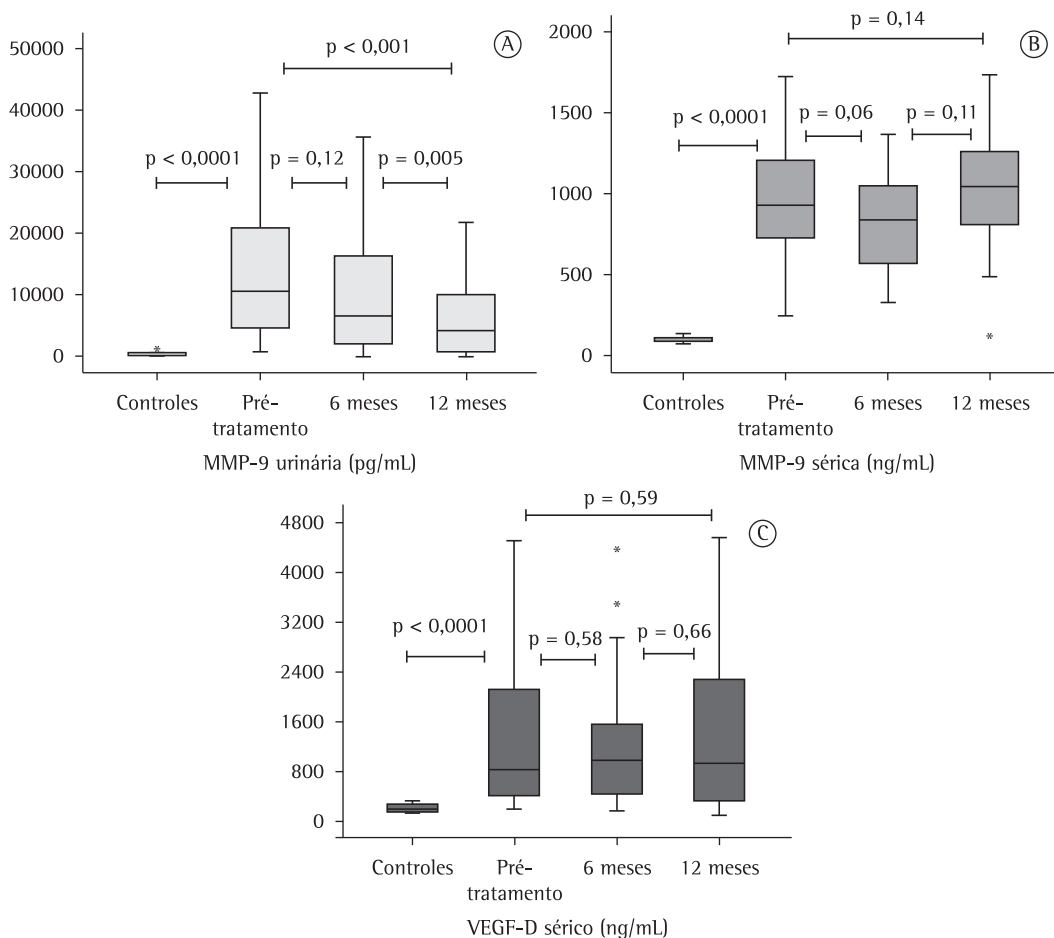 A
p < 0,001
50000
40000
p < 0,0001
p = 0,12
p = 0,005
30000
20000
10000
0
*
Controles
Pré-
tratamento
6 meses
12 meses
MMP-9 urinária (pg/mL)
B
p = 0,14
2000
1500
p < 0,0001
p = 0,06
p = 0,11
1000
500
0
*
Controles
Pré-
tratamento
6 meses
12 meses
MMP-9 sérica (ng/mL)
C
p = 0,59
4800
*
4000
*
3200
p < 0,0001
p = 0,58
p = 0,66
2400
1600
800
0
Controles
Pré-
tratamento
6 meses
12 meses
VEGF-D sérico (ng/mL)